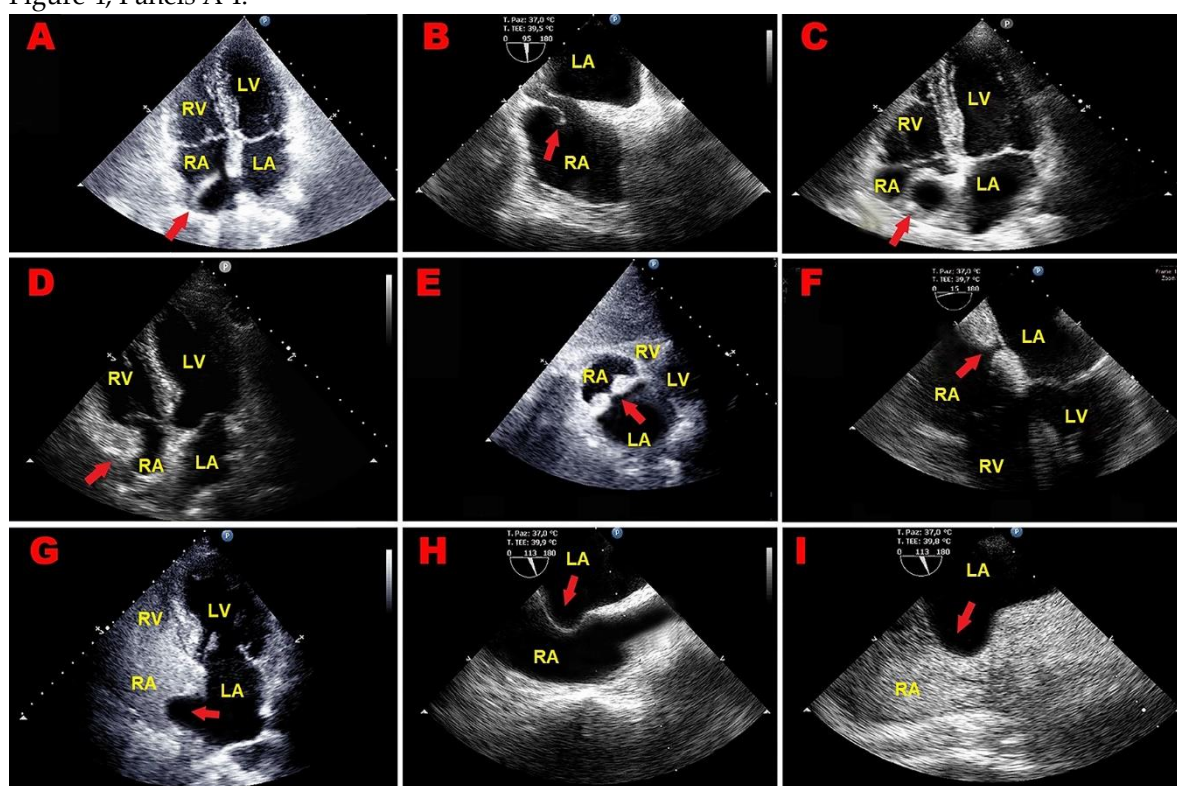 Figure 4, Panels A-I.
A
LV
RV
RA
LA
B
T. Paz: 37,0 °C
T. TEE: 39,5 °C
0 95 180
LA
RA
C
P
LV
RV
RA
LA
D
P
LV
RV
RA
LA
E
P
RV
RA
LV
LA
F
T. Paz: 37,0 °C
T. TEE: 39,7 °C
0 15 180
P
LA
RA
LV
RV
G
P
LV
RV
RA
LA
H
T. Paz: 37,0 °C
T. TEE: 39,9 °C
0 113 180
P
LA
RA
I
T. Paz: 37,0 °C
T. TEE: 39,8 °C
0 113 180
P
LA
RA